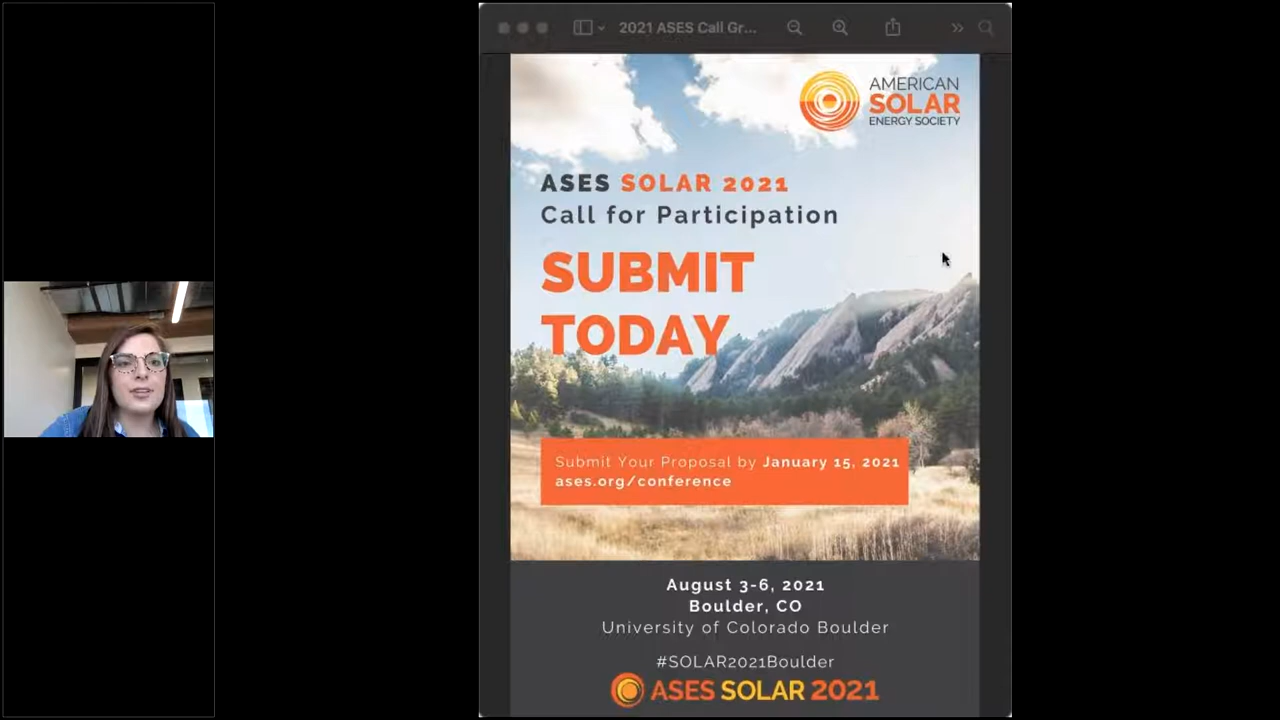 2021 ASES Call Gr...
AMERICAN
SOLAR
ENERGY SOCIETY
ASES SOLAR 2021
Call for Participation
SUBMIT
TODAY
Submit Your Proposal by January 15, 2021
ases.org/conference
August 3-6, 2021
Boulder, CO
University of Colorado Boulder
#SOLAR2021Boulder
ASES SOLAR 2021